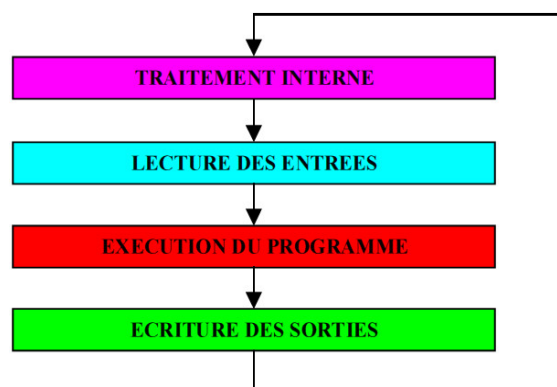 TRAITEMENT INTERNE
LECTURE DES ENTREES
EXECUTION DU PROGRAMME
ECRITURE DES SORTIES